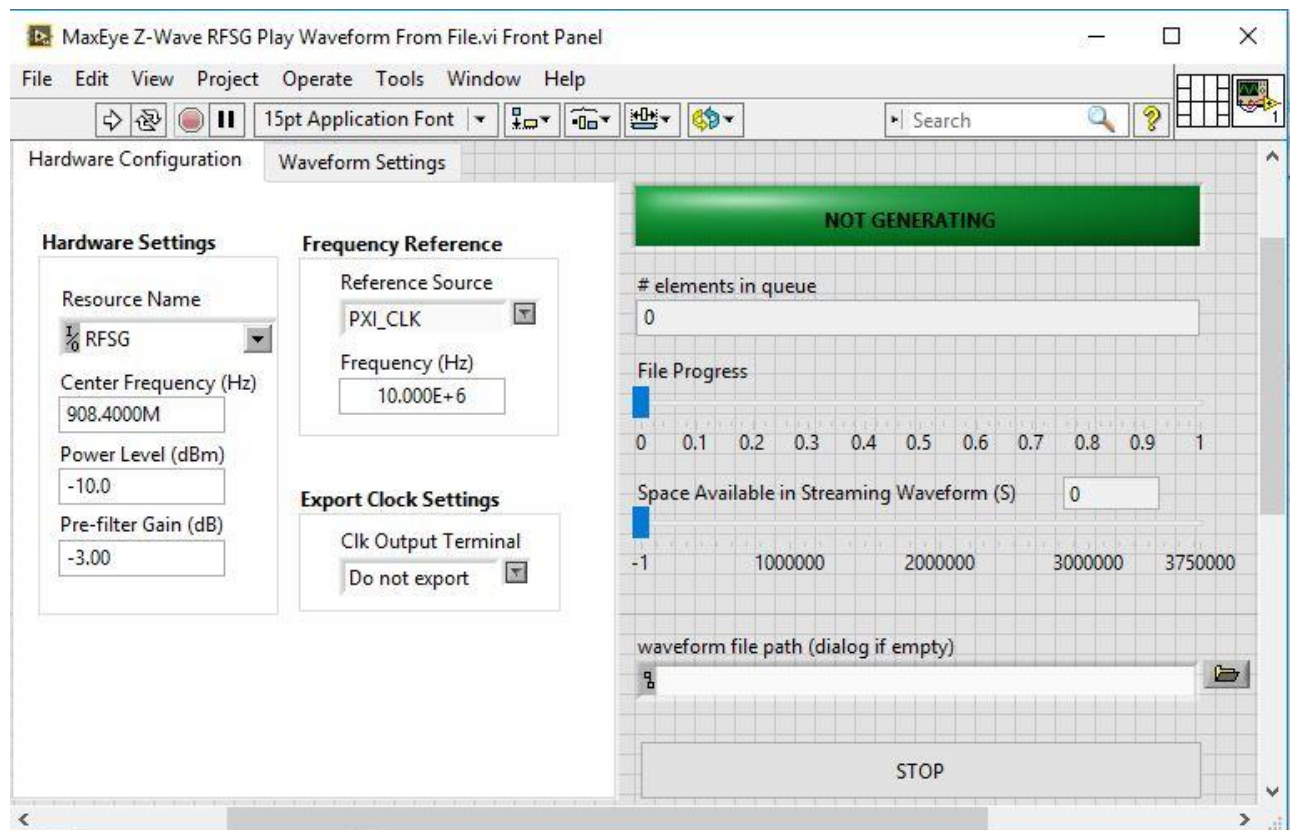 MaxEye Z-Wave RFSG Play Waveform From File.vi Front Panel
File Edit View Project Operate Tools Window Help
15pt Application Font
Search
1
Hardware Configuration
Waveform Settings
Hardware Settings
Resource Name
RFSG
Center Frequency (Hz)
908.4000M
Power Level (dBm)
-10.0
Pre-filter Gain (dB)
-3.00
Frequency Reference
Reference Source
PXI_CLK
Frequency (Hz)
10.000E+6
Export Clock Settings
Clk Output Terminal
Do not export
NOT GENERATING
# elements in queue
0
File Progress
0 0.1 0.2 0.3 0.4 0.5 0.6 0.7 0.8 0.9 1
Space Available in Streaming Waveform (S) 0
-1 1000000 2000000 3000000 3750000
waveform file path (dialog if empty)
STOP